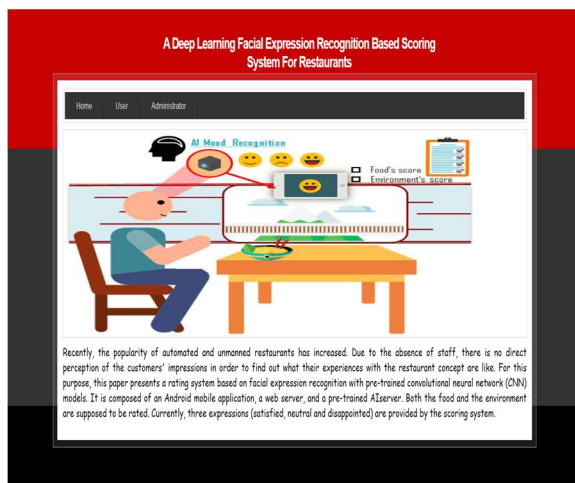 A Deep Learning Facial Expression Recognition Based Scoring
System For Restaurants
Home User Administrator
AI Mood Recognition
Food's score
Environment's score
Recently, the popularity of automated and unmanned restaurants has increased. Due to the absence of staff, there is no direct
perception of the customers' impressions in order to find out what their experiences with the restaurant concept are like. For this
purpose, this paper presents a rating system based on facial expression recognition with pre-trained convolutional neural network (CNN)
models. It is composed of an Android mobile application, a web server, and a pre-trained AIserver. Both the food and the environment
are supposed to be rated. Currently, three expressions (satisfied, neutral and disappointed) are provided by the scoring system.